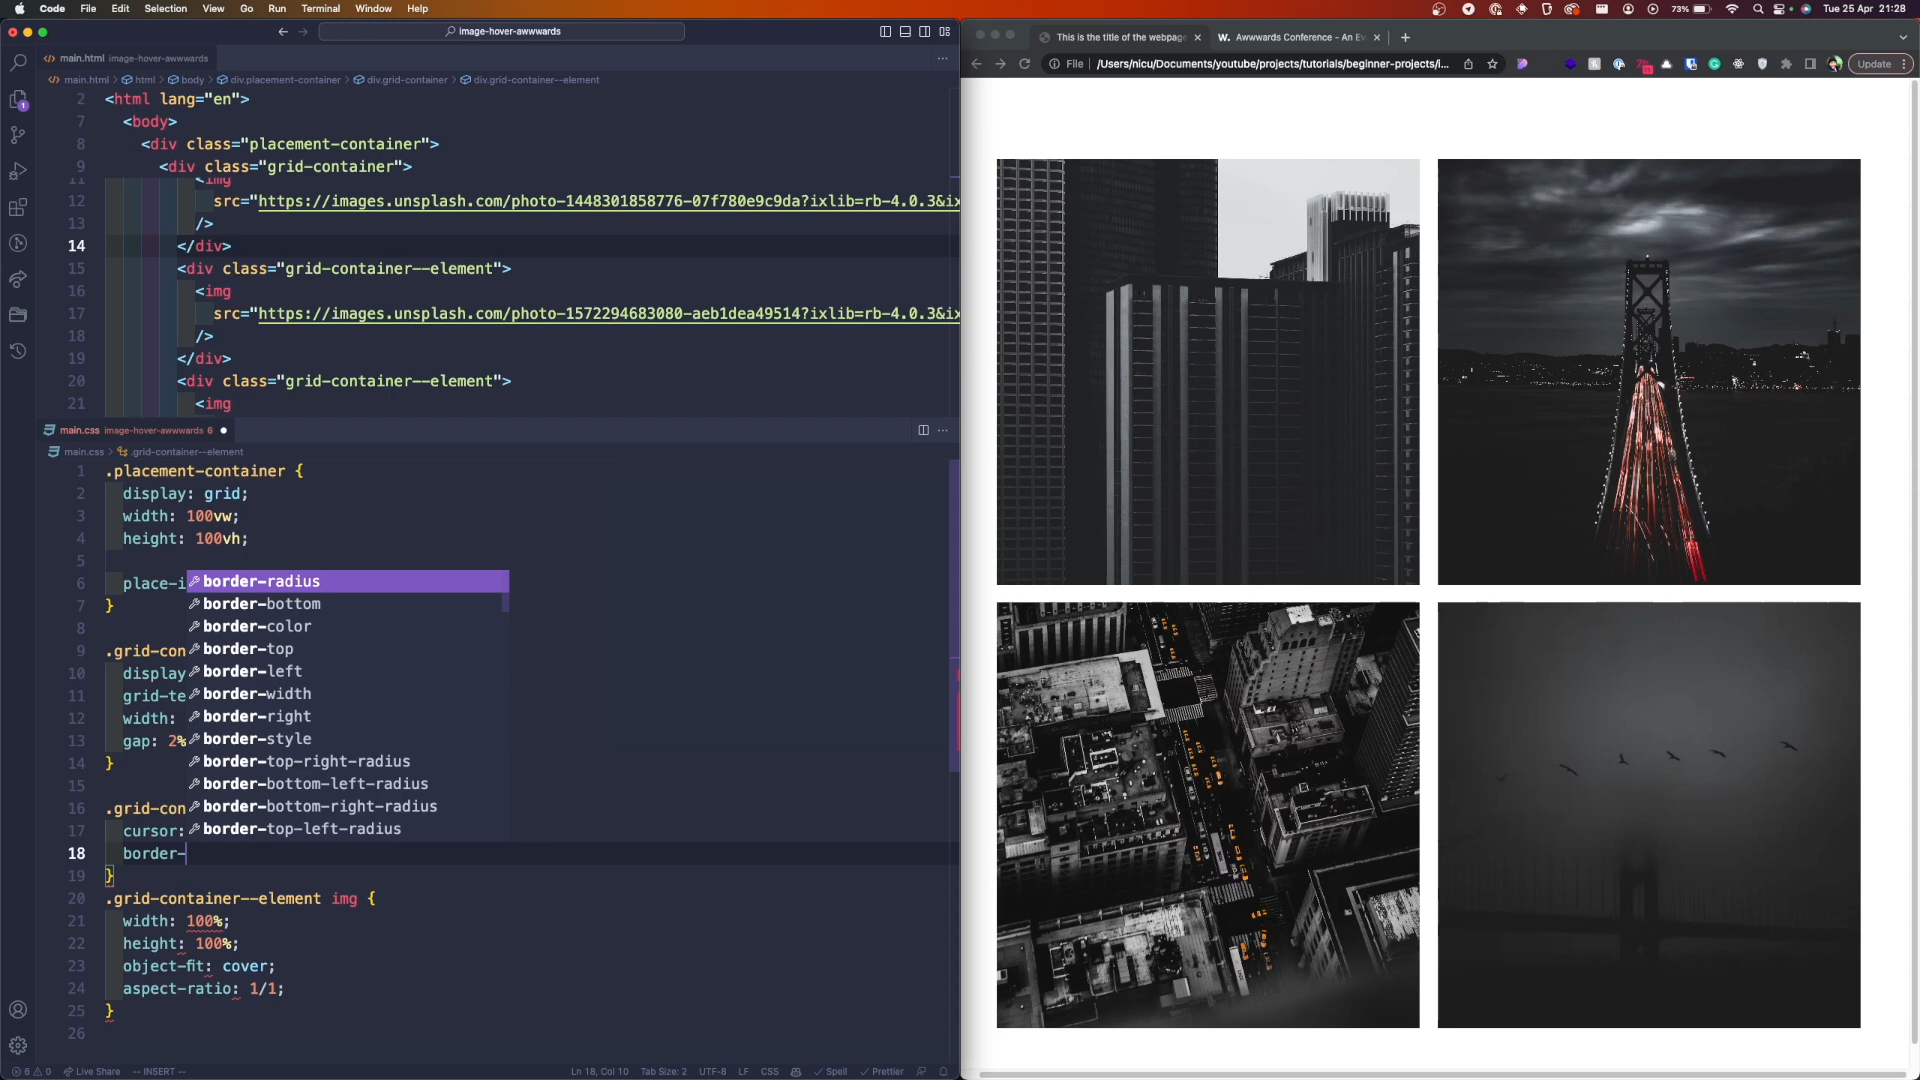 Code File Edit Selection View Go Run Terminal Window Help
73% Tue 25 Apr 21:28
image-hover-awwwards
main.html image-hover-awwwards
main.html > html > body > div.placement-container > div.grid-container > div.grid-container--element
2 <html lang="en">
7 <body>
8 <div class="placement-container">
9 <div class="grid-container">
11 <img
12 src="https://images.unsplash.com/photo-1448301858776-07f780e9c9da?ixlib=rb-4.0.3&ix
13 />
14 </div>
15 <div class="grid-container--element">
16 <img
17 src="https://images.unsplash.com/photo-1572294683080-aeb1dea49514?ixlib=rb-4.0.3&ix
18 />
19 </div>
20 <div class="grid-container--element">
21 <img
main.css image-hover-awwwards 6
main.css > .grid-container--element
1 .placement-container {
2 display: grid;
3 width: 100vw;
4 height: 100vh;
5
6 place-i
7 }
8
9 .grid-con
10 display
11 grid-te
12 width:
13 gap: 2%
14 }
15
16 .grid-con
17 cursor:
18 border-
19 }
20 .grid-container--element img {
21 width: 100%;
22 height: 100%;
23 object-fit: cover;
24 aspect-ratio: 1/1;
25 }
26
border-radius
border-bottom
border-color
border-top
border-left
border-width
border-right
border-style
border-top-right-radius
border-bottom-left-radius
border-bottom-right-radius
border-top-left-radius
6 0 Live Share -- INSERT -- Ln 18, Col 10 Tab Size: 2 UTF-8 LF CSS Spell Prettier
This is the title of the webpage
W. Awwwards Conference - An Ev
File /Users/nicu/Documents/youtube/projects/tutorials/beginner-projects/i... Update